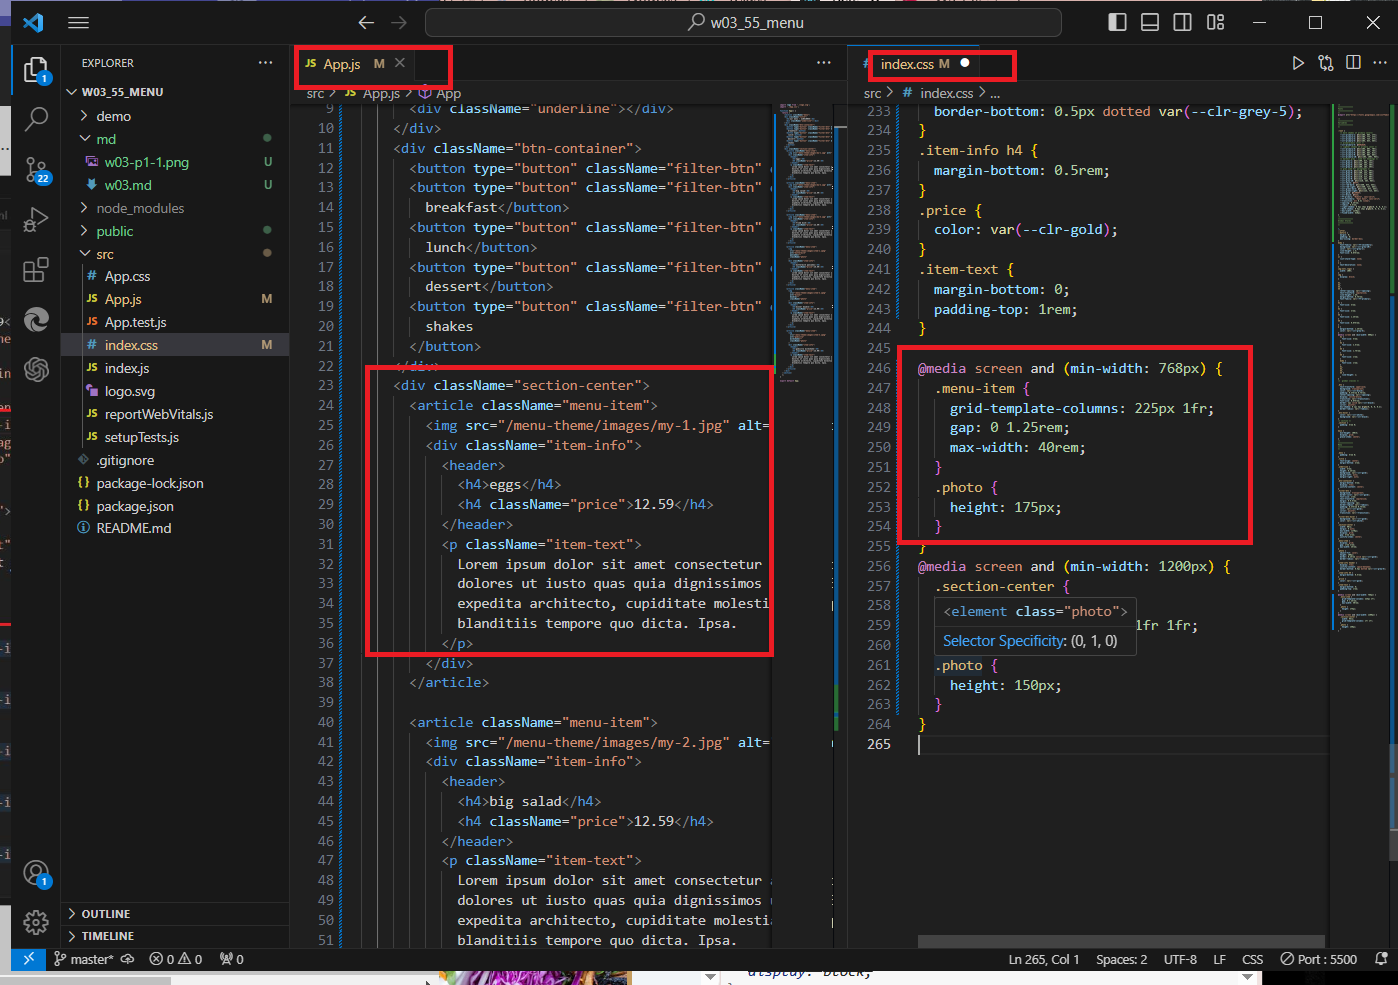 w03_55_menu
EXPLORER
W03_55_MENU
demo
md
w03-p1-1.png U
w03.md U
node_modules
public
src
App.css
App.js M
App.test.js
index.css M
index.js
logo.svg
reportWebVitals.js
setupTests.js
.gitignore
package-lock.json
package.json
README.md
OUTLINE
TIMELINE
1
22
1
JS App.js M
src > JS App.js > App
9 <div className="underline"></div>
10 </div>
11 <div className="btn-container">
12 <button type="button" className="filter-btn"
13 <button type="button" className="filter-btn"
14 breakfast</button>
15 <button type="button" className="filter-btn"
16 lunch</button>
17 <button type="button" className="filter-btn"
18 dessert</button>
19 <button type="button" className="filter-btn"
20 shakes
21 </button>
22 </div>
23 <div className="section-center">
24 <article className="menu-item">
25 <img src="/menu-theme/images/my-1.jpg" alt=
26 <div className="item-info">
27 <header>
28 <h4>eggs</h4>
29 <h4 className="price">12.59</h4>
30 </header>
31 <p className="item-text">
32 Lorem ipsum dolor sit amet consectetur
33 dolores ut iusto quas quia dignissimos
34 expedita architecto, cupiditate molesti
35 blanditiis tempore quo dicta. Ipsa.
36 </p>
37 </div>
38 </article>
39
40 <article className="menu-item">
41 <img src="/menu-theme/images/my-2.jpg" alt=
42 <div className="item-info">
43 <header>
44 <h4>big salad</h4>
45 <h4 className="price">12.59</h4>
46 </header>
47 <p className="item-text">
48 Lorem ipsum dolor sit amet consectetur
49 dolores ut iusto quas quia dignissimos
50 expedita architecto, cupiditate molesti
51 blanditiis tempore quo dicta. Ipsa.
# index.css M
src > # index.css > ...
233 border-bottom: 0.5px dotted var(--clr-grey-5);
234 }
235 .item-info h4 {
236 margin-bottom: 0.5rem;
237 }
238 .price {
239 color: var(--clr-gold);
240 }
241 .item-text {
242 margin-bottom: 0;
243 padding-top: 1rem;
244 }
245
246 @media screen and (min-width: 768px) {
247 .menu-item {
248 grid-template-columns: 225px 1fr;
249 gap: 0 1.25rem;
250 max-width: 40rem;
251 }
252 .photo {
253 height: 175px;
254 }
255 }
256 @media screen and (min-width: 1200px) {
257 .section-center {
258 <element class="photo">
259 1fr 1fr;
260 Selector Specificity: (0, 1, 0)
261 .photo {
262 height: 150px;
263 }
264 }
265
master* 0 0 0
Ln 265, Col 1 Spaces: 2 UTF-8 LF CSS Port : 5500
display: block;